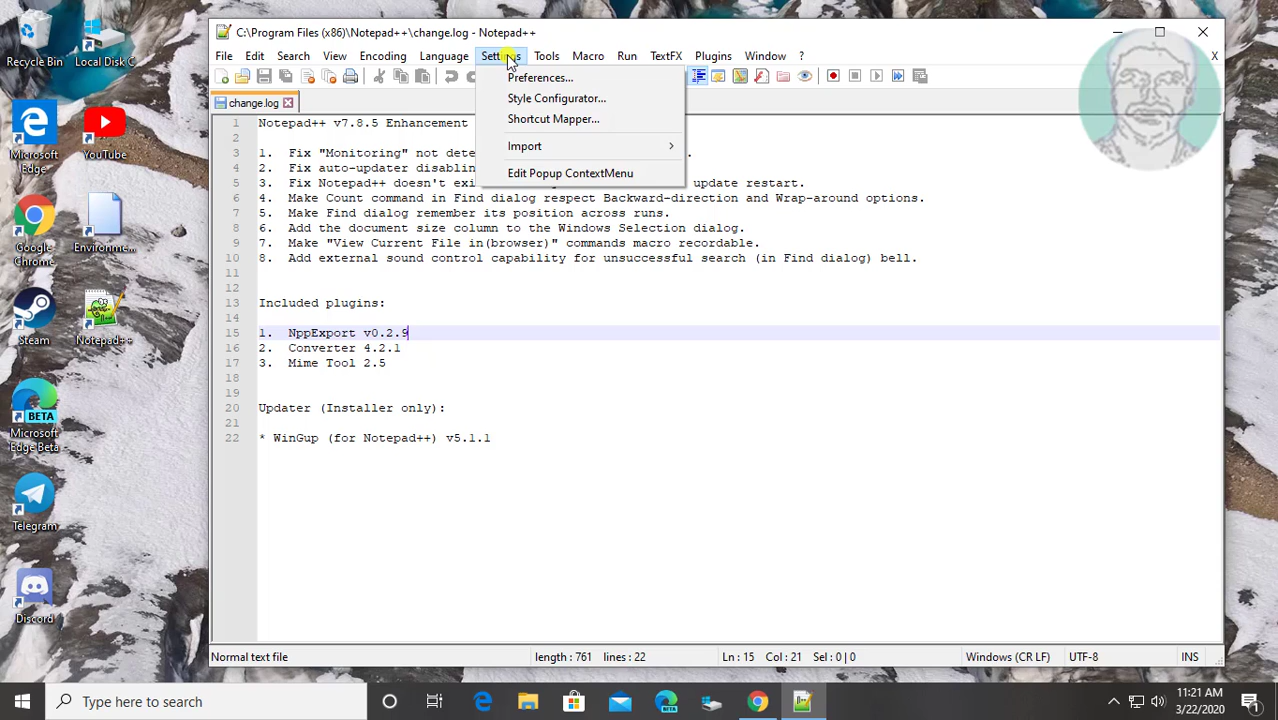 C:\Program Files (x86)\Notepad++\change.log - Notepad++
File Edit Search View Encoding Language Settings Tools Macro Run TextFX Plugins Window ? X
Preferences...
Style Configurator...
Shortcut Mapper...
Import
Edit Popup ContextMenu
change.log
1 Notepad++ v7.8.5 Enhancement
2
3 1. Fix "Monitoring" not dete
4 2. Fix auto-updater disablin
5 3. Fix Notepad++ doesn't exi update restart.
6 4. Make Count command in Find dialog respect Backward-direction and Wrap-around options.
7 5. Make Find dialog remember its position across runs.
8 6. Add the document size column to the Windows Selection dialog.
9 7. Make "View Current File in(browser)" commands macro recordable.
10 8. Add external sound control capability for unsuccessful search (in Find dialog) bell.
11
12
13 Included plugins:
14
15 1. NppExport v0.2.9
16 2. Converter 4.2.1
17 3. Mime Tool 2.5
18
19
20 Updater (Installer only):
21
22 * WinGup (for Notepad++) v5.1.1
Normal text file length : 761 lines : 22 Ln : 15 Col : 21 Sel : 0 | 0 Windows (CR LF) UTF-8 INS
Recycle Bin
Local Disk C
Microsoft Edge
YouTube
Google Chrome
Environme...
Steam
Notepad++
BETA
Microsoft Edge Beta
Telegram
Discord
Type here to search
BETA
11:21 AM
3/22/2020
1